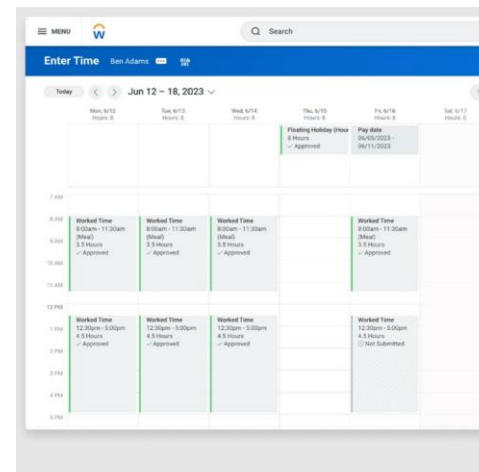 MENU
Search
Enter Time Ben Adams
Today Jun 12 – 18, 2023
Mon, 6/12 Tue, 6/13 Wed, 6/14 Thu, 6/15 Fri, 6/16 Sat, 6/17
Hours: 8 Hours: 8 Hours: 8 Hours: 8 Hours: 8 Hours: 0
Floating Holiday (Hour
8 Hours
Approved
Pay date
06/05/2023 -
06/11/2023
7 AM
8 AM
9 AM
10 AM
11 AM
12 PM
1 PM
2 PM
3 PM
4 PM
5 PM
Worked Time
8:00am - 11:30am
(Meal)
3.5 Hours
Approved
Worked Time
8:00am - 11:30am
(Meal)
3.5 Hours
Approved
Worked Time
8:00am - 11:30am
(Meal)
3.5 Hours
Approved
Worked Time
8:00am - 11:30am
(Meal)
3.5 Hours
Approved
Worked Time
12:30pm - 5:00pm
4.5 Hours
Approved
Worked Time
12:30pm - 5:00pm
4.5 Hours
Approved
Worked Time
12:30pm - 5:00pm
4.5 Hours
Approved
Worked Time
12:30pm - 5:00pm
4.5 Hours
Not Submitted